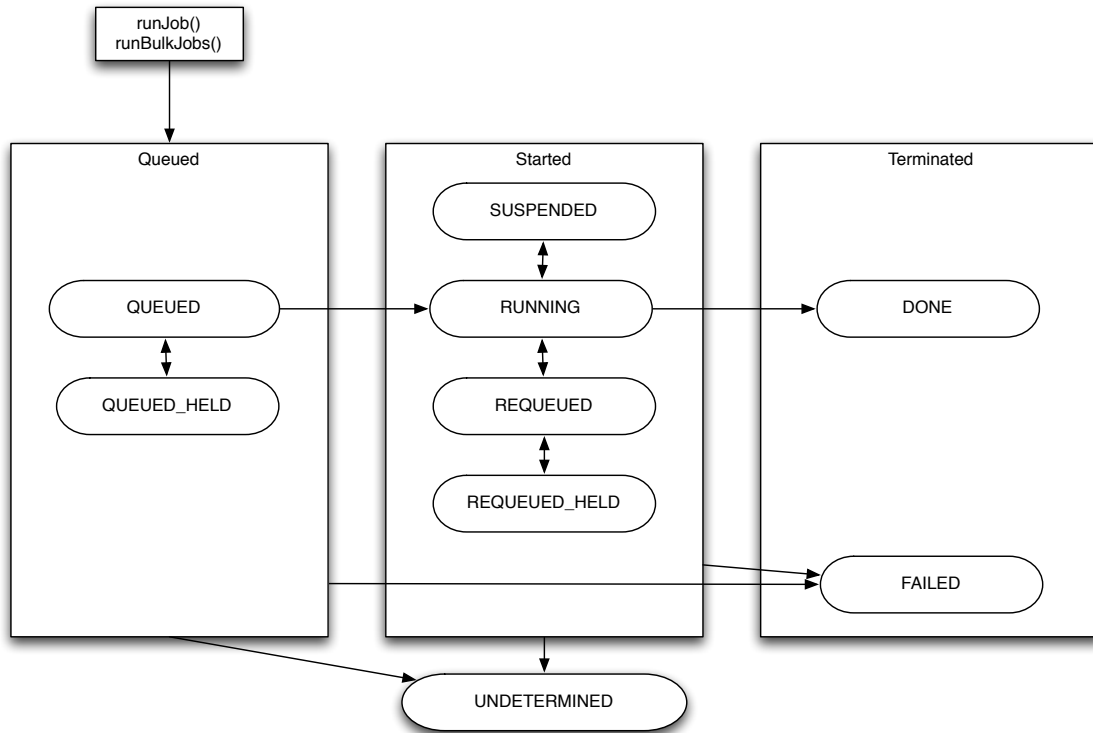 runJob()
runBulkJobs()
Queued
Started
Terminated
SUSPENDED
QUEUED
RUNNING
DONE
QUEUED_HELD
REQUEUED
REQUEUED_HELD
FAILED
UNDETERMINED